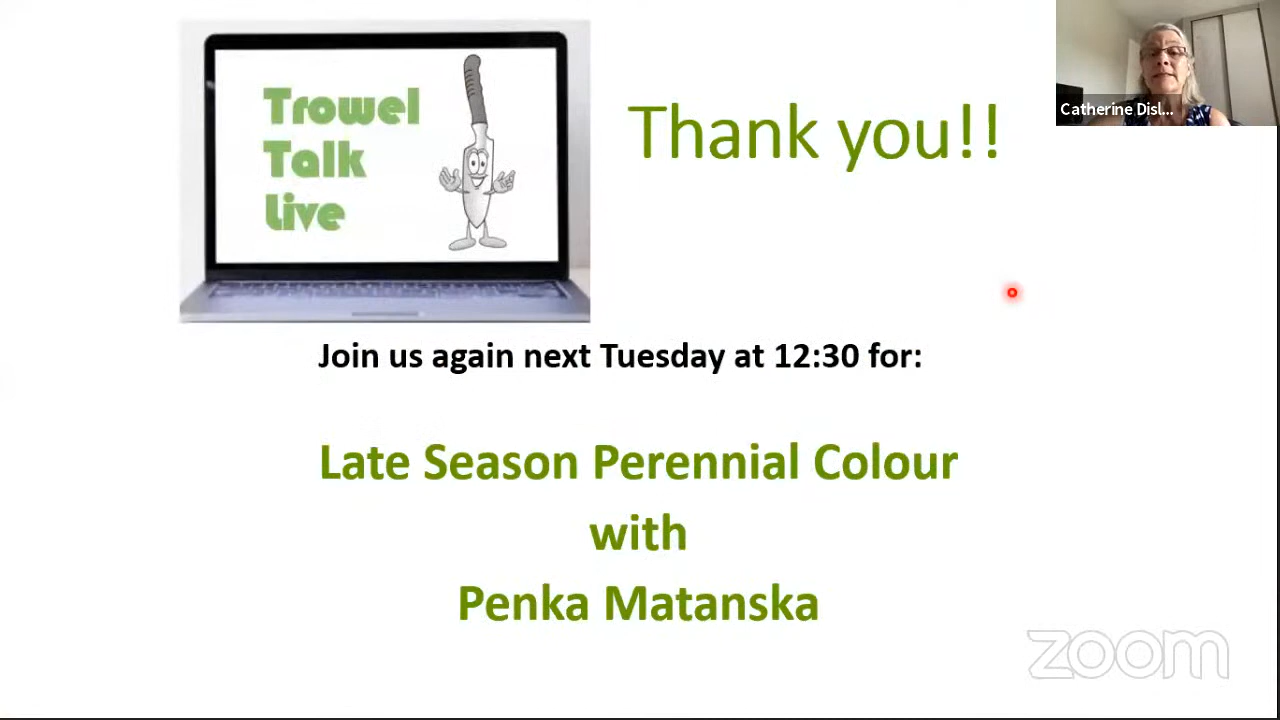 Trowel
Talk
Live
Thank you!!
Catherine Disl...
Join us again next Tuesday at 12:30 for:
Late Season Perennial Colour
with
Penka Matanska
zoom